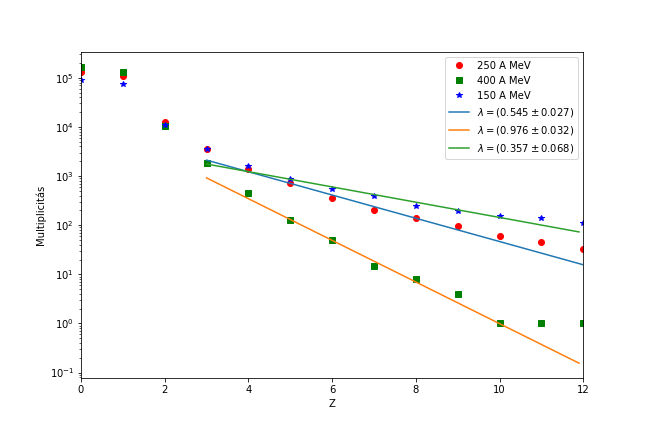 250 A MeV
400 A MeV
150 A MeV
λ = (0.545 ± 0.027)
λ = (0.976 ± 0.032)
λ = (0.357 ± 0.068)
10⁵
10⁴
10³
10²
10¹
10⁰
10⁻¹
Multiplicitás
0 2 4 6 8 10 12
Z